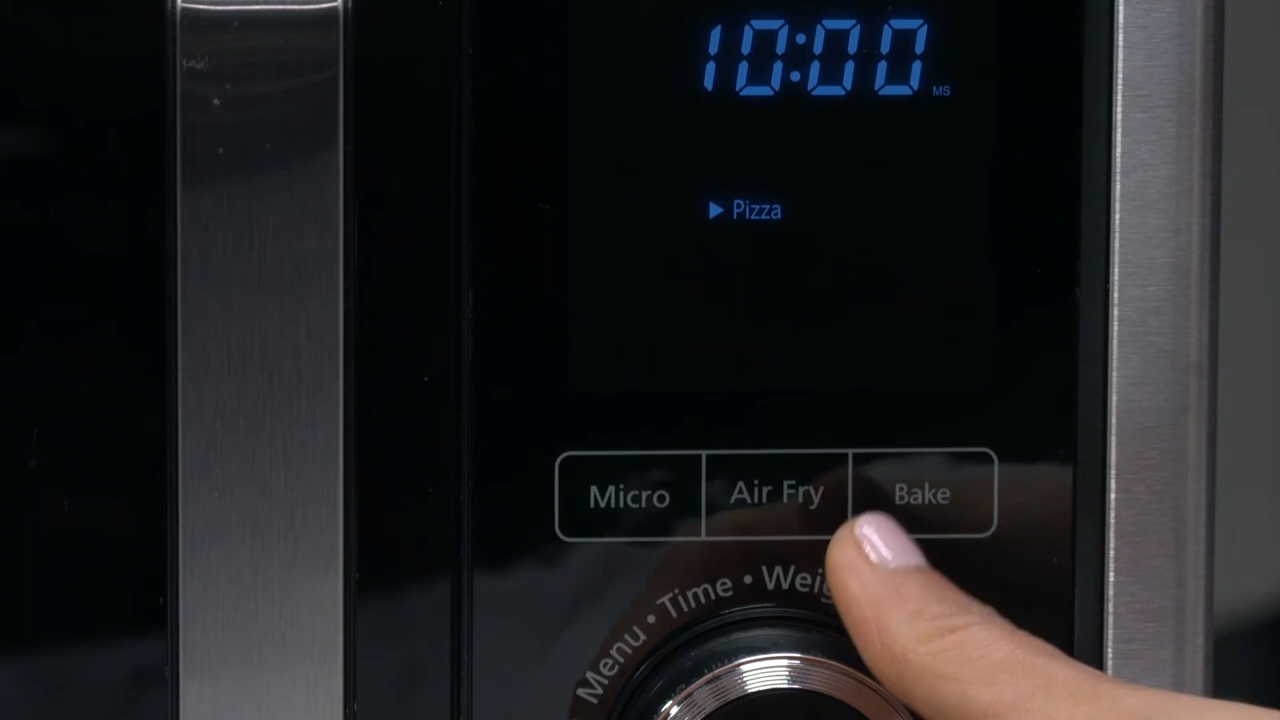 10:00 MS
▶ Pizza
Micro Air Fry Bake
Menu • Time •